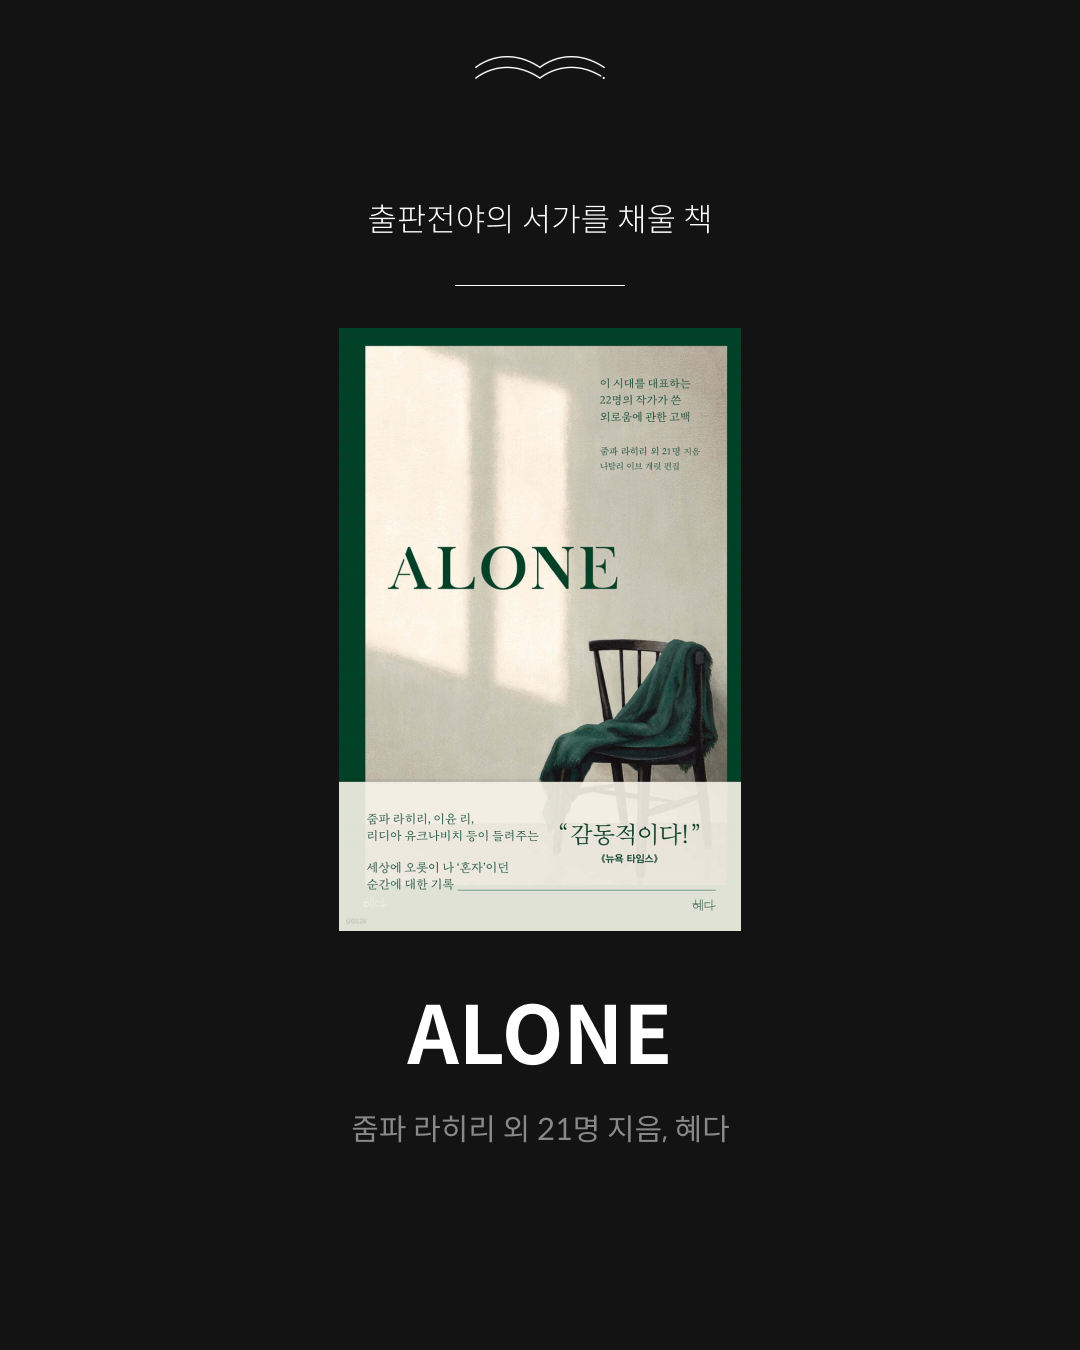 출판전야의 서가를 채울 책
이 시대를 대표하는
22명의 작가가 쓴
외로움에 관한 고백
줌파 라히리 외 21명 지음
나탈리 이브 개릿 편집
ALONE
줌파 라히리, 이윤 리,
리디아 유크나비치 등이 들려주는
세상에 오롯이 나 ‘혼자’이던
순간에 대한 기록
“감동적이다!”
《뉴욕 타임스》
혜다
ALONE
줌파 라히리 외 21명 지음, 혜다